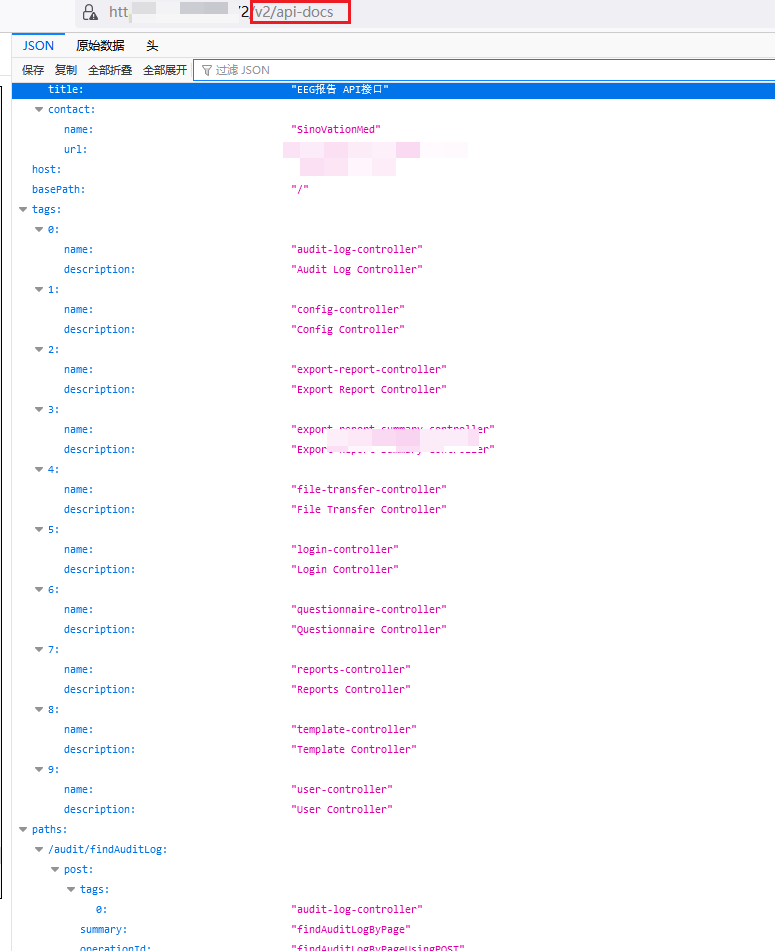 htt /2/v2/api-docs
JSON 原始数据 头
保存 复制 全部折叠 全部展开 过滤 JSON
title: "EEG报告 API接口"
contact:
name: "SinoVationMed"
url:
host:
basePath: "/"
tags:
0:
name: "audit-log-controller"
description: "Audit Log Controller"
1:
name: "config-controller"
description: "Config Controller"
2:
name: "export-report-controller"
description: "Export Report Controller"
3:
name: "export-report-summary-controller"
description: "Export Report Summary Controller"
4:
name: "file-transfer-controller"
description: "File Transfer Controller"
5:
name: "login-controller"
description: "Login Controller"
6:
name: "questionnaire-controller"
description: "Questionnaire Controller"
7:
name: "reports-controller"
description: "Reports Controller"
8:
name: "template-controller"
description: "Template Controller"
9:
name: "user-controller"
description: "User Controller"
paths:
/audit/findAuditLog:
post:
tags:
0: "audit-log-controller"
summary: "findAuditLogByPage"
operationId: "findAuditLogByPageUsingPOST"